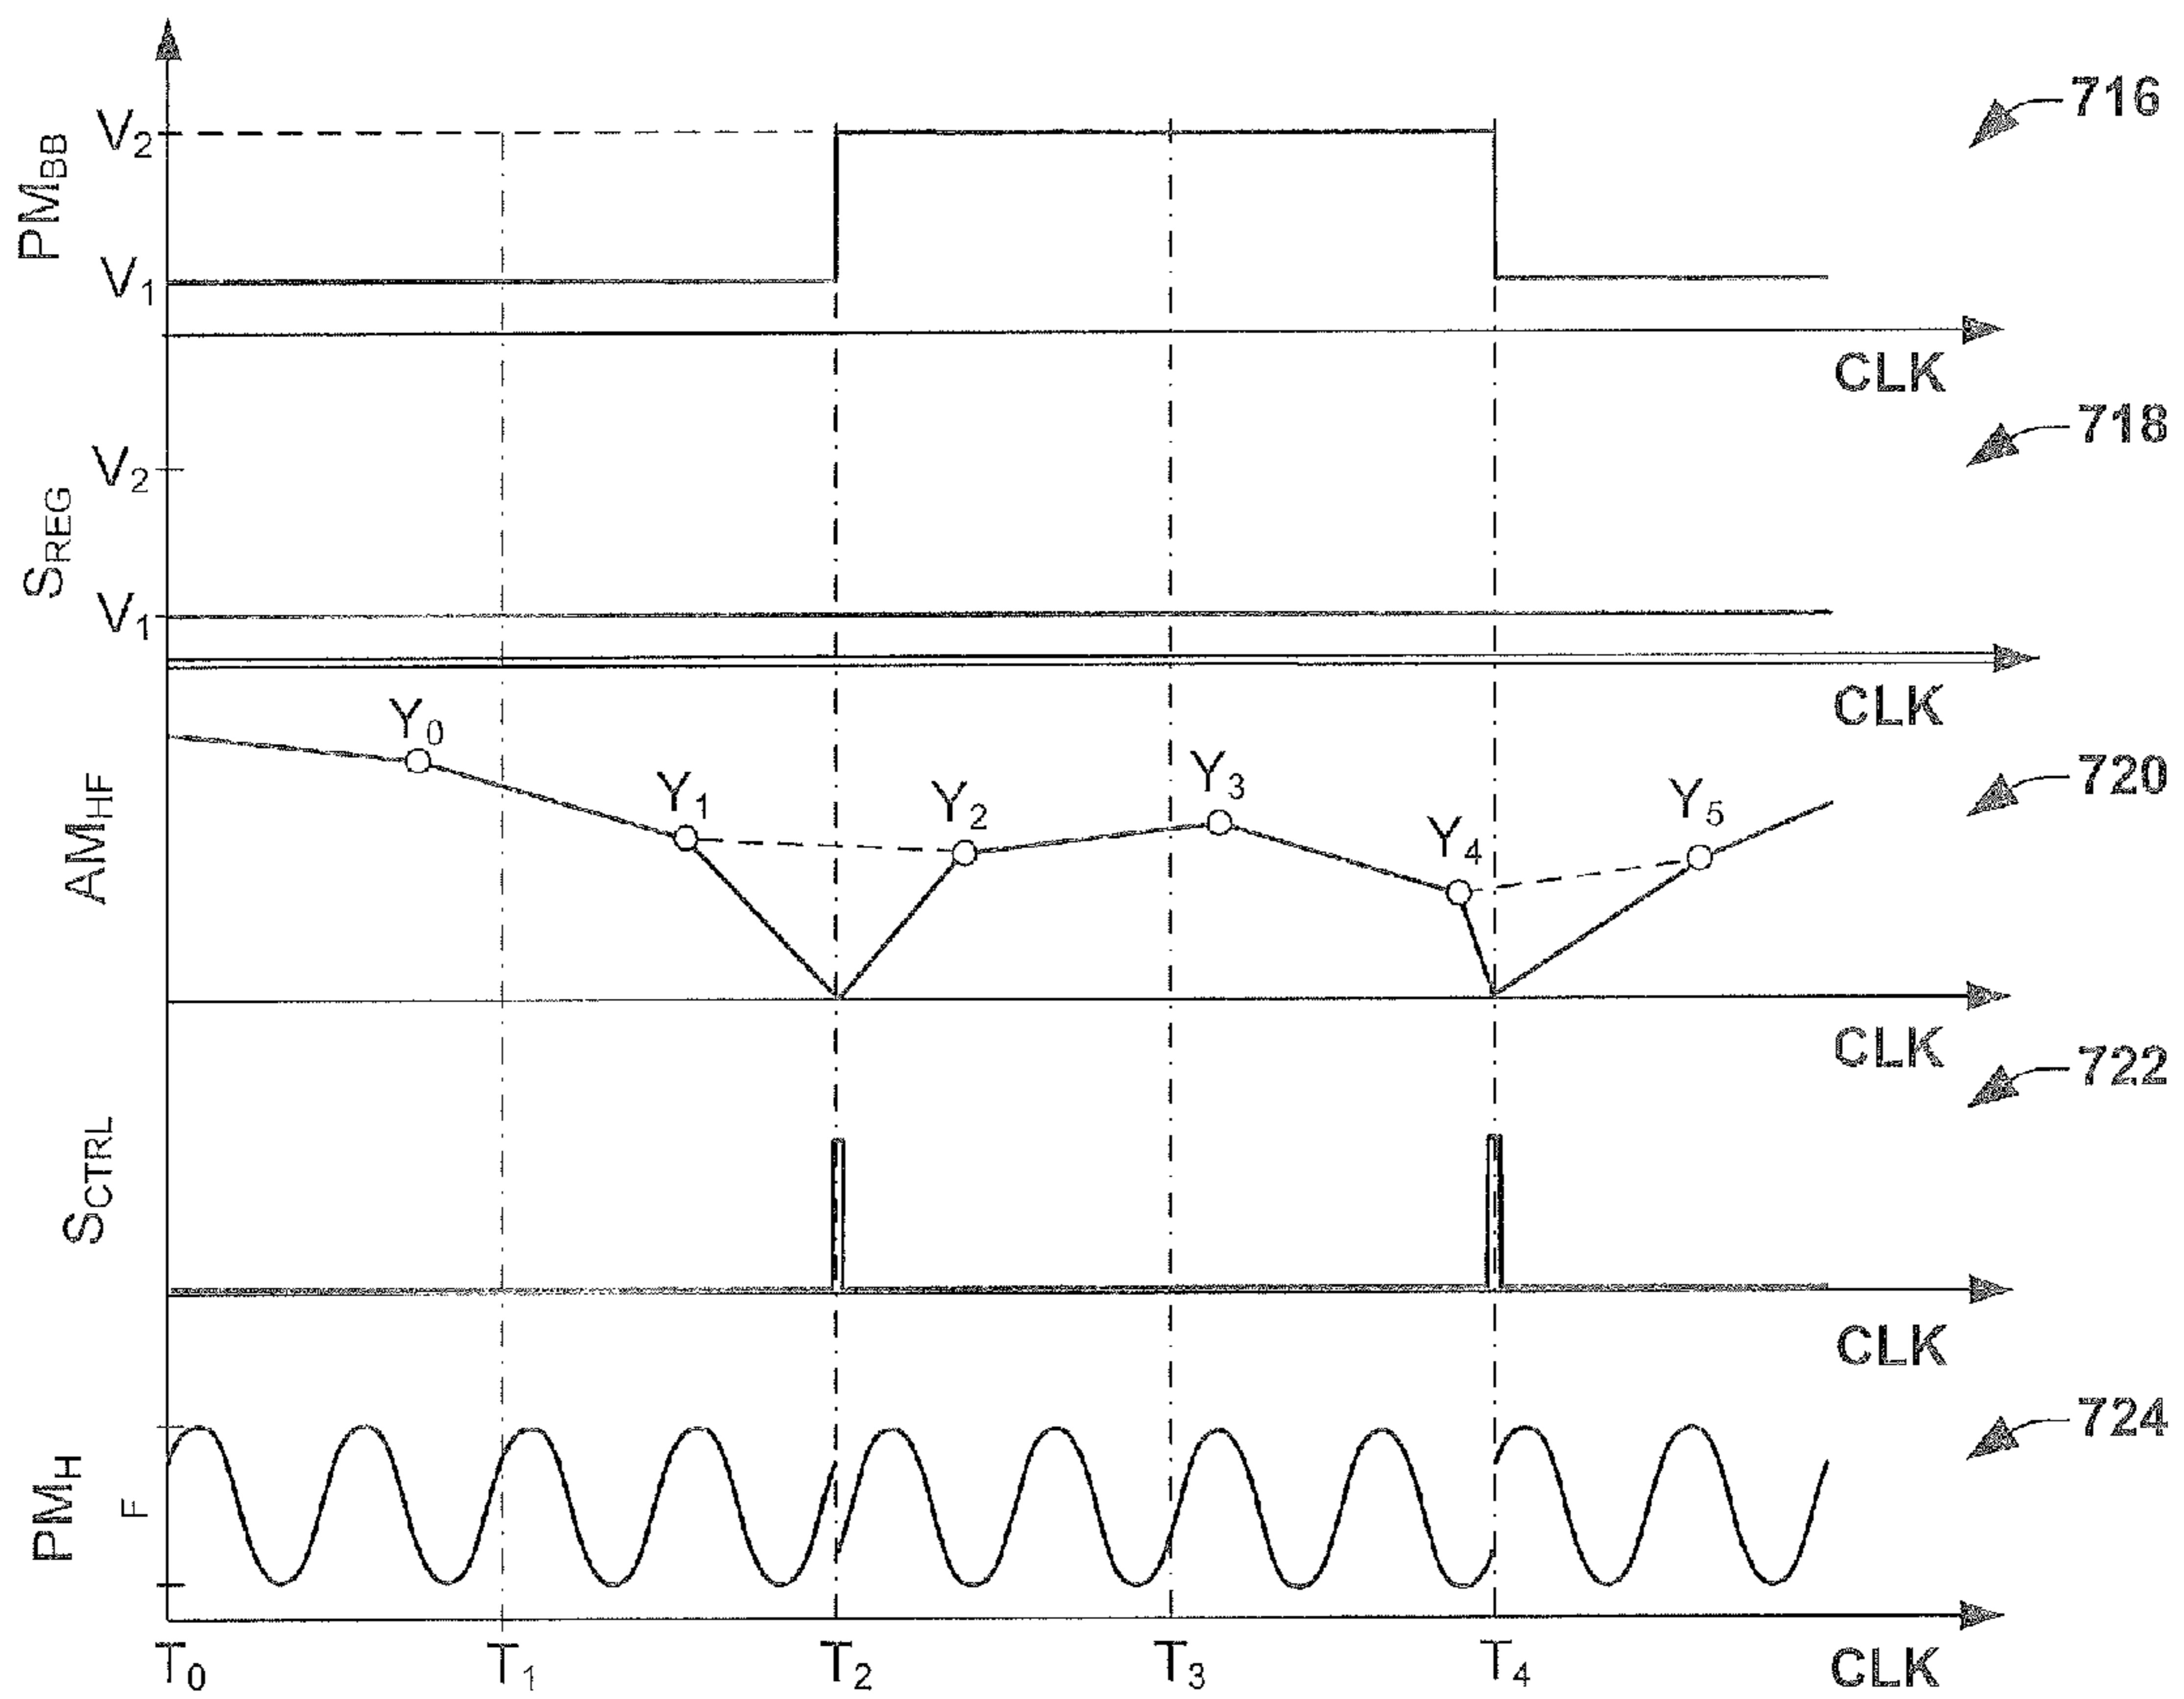 716
V2
PMBB
V1
CLK
718
V2
SREG
V1
CLK
Y0
720
Y1
Y2
Y3
Y4
Y5
AMHF
CLK
722
SCTRL
CLK
724
PMH
F
T0
T1
T2
T3
T4
CLK